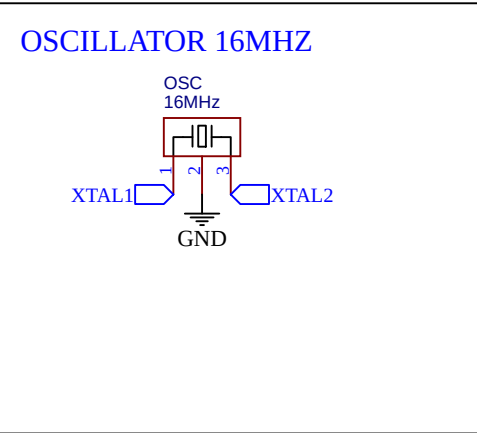 OSCILLATOR 16MHZ
OSC
16MHz
1 2 3
XTAL1 XTAL2
GND